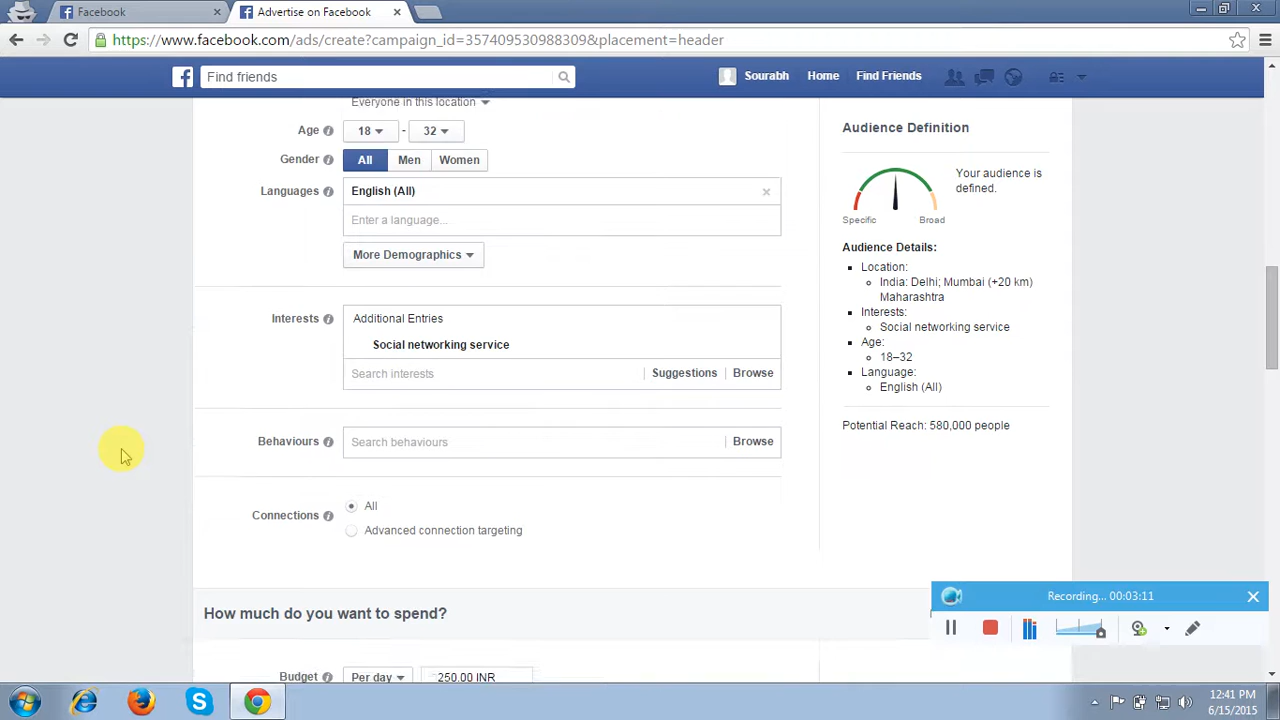 Facebook
Advertise on Facebook
https://www.facebook.com/ads/create?campaign_id=357409530988309&placement=header
Find friends
Sourabh
Home
Find Friends
Everyone in this location
Age
18
-
32
Gender
All
Men
Women
Languages
English (All)
Enter a language...
More Demographics
Interests
Additional Entries
Social networking service
Search interests
Suggestions
Browse
Behaviours
Search behaviours
Browse
Connections
All
Advanced connection targeting
How much do you want to spend?
Budget
Per day
250.00 INR
Audience Definition
Your audience is
defined.
Specific
Broad
Audience Details:
Location:
India: Delhi; Mumbai (+20 km)
Maharashtra
Interests:
Social networking service
Age:
18–32
Language:
English (All)
Potential Reach: 580,000 people
Recording... 00:03:11
12:41 PM
6/15/2015